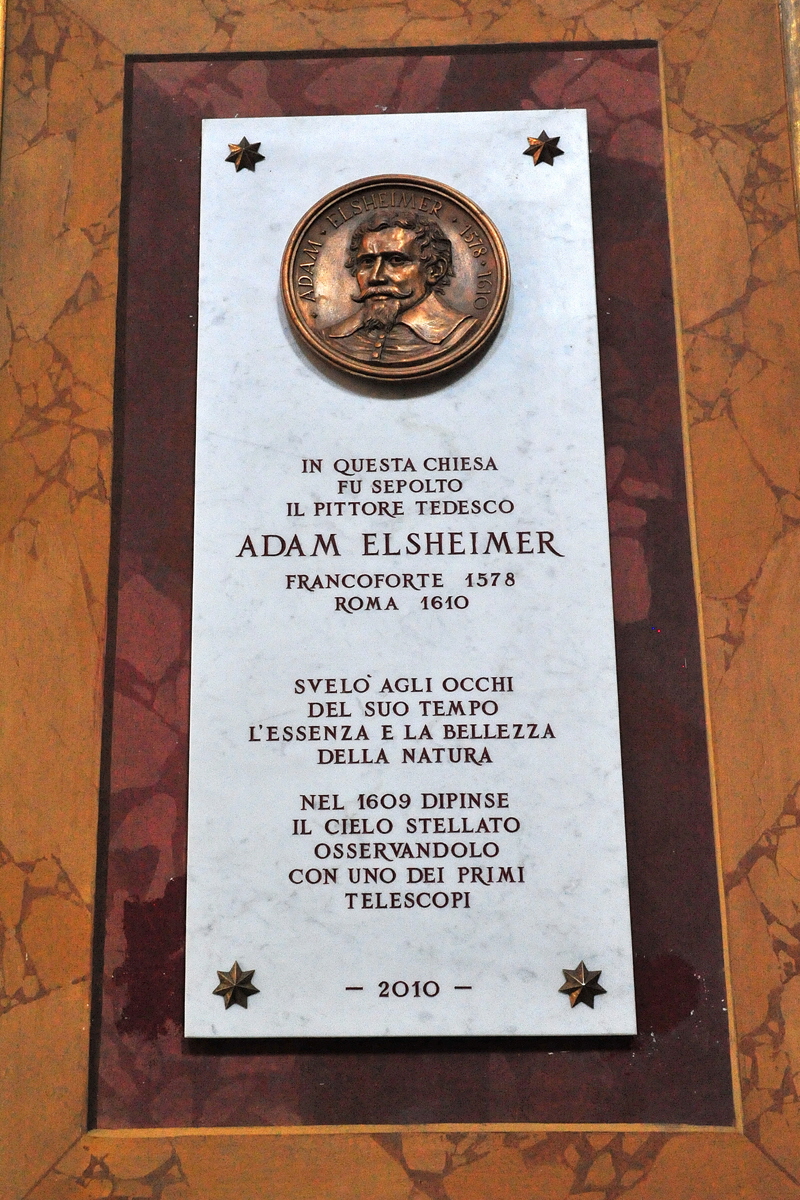 ADAM · ELSHEIMER · 1578 · 1610
IN QUESTA CHIESA
FU SEPOLTO
IL PITTORE TEDESCO
ADAM ELSHEIMER
FRANCOFORTE 1578
ROMA 1610
SVELO' AGLI OCCHI
DEL SUO TEMPO
L'ESSENZA E LA BELLEZZA
DELLA NATURA
NEL 1609 DIPINSE
IL CIELO STELLATO
OSSERVANDOLO
CON UNO DEI PRIMI
TELESCOPI
— 2010 —